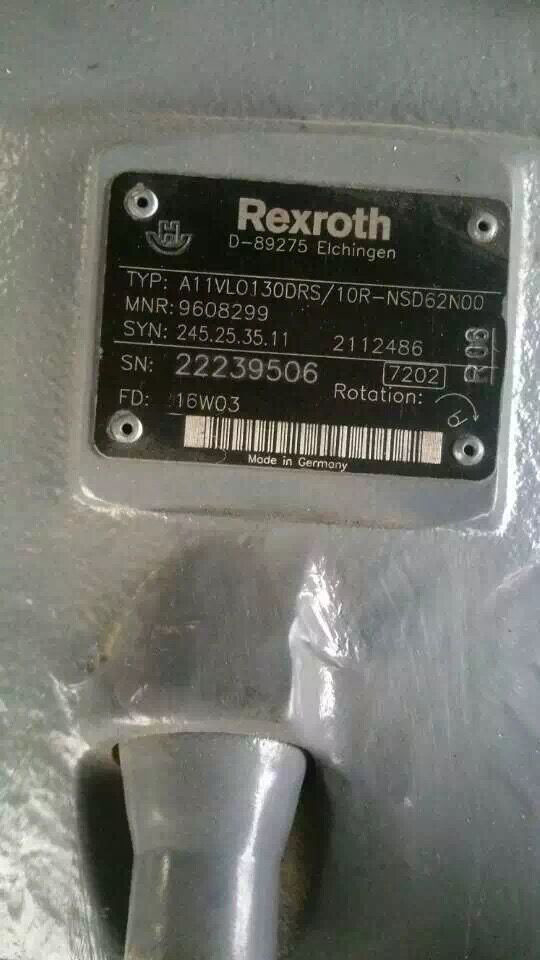 Rexroth
D-89275 Elchingen
TYP: A11VLO130DRS/10R-NSD62N00
MNR: 9608299
SYN: 245.25.35.11 2112486 R08
SN: 22239506 7202
FD: 16W03 Rotation:
Made in Germany